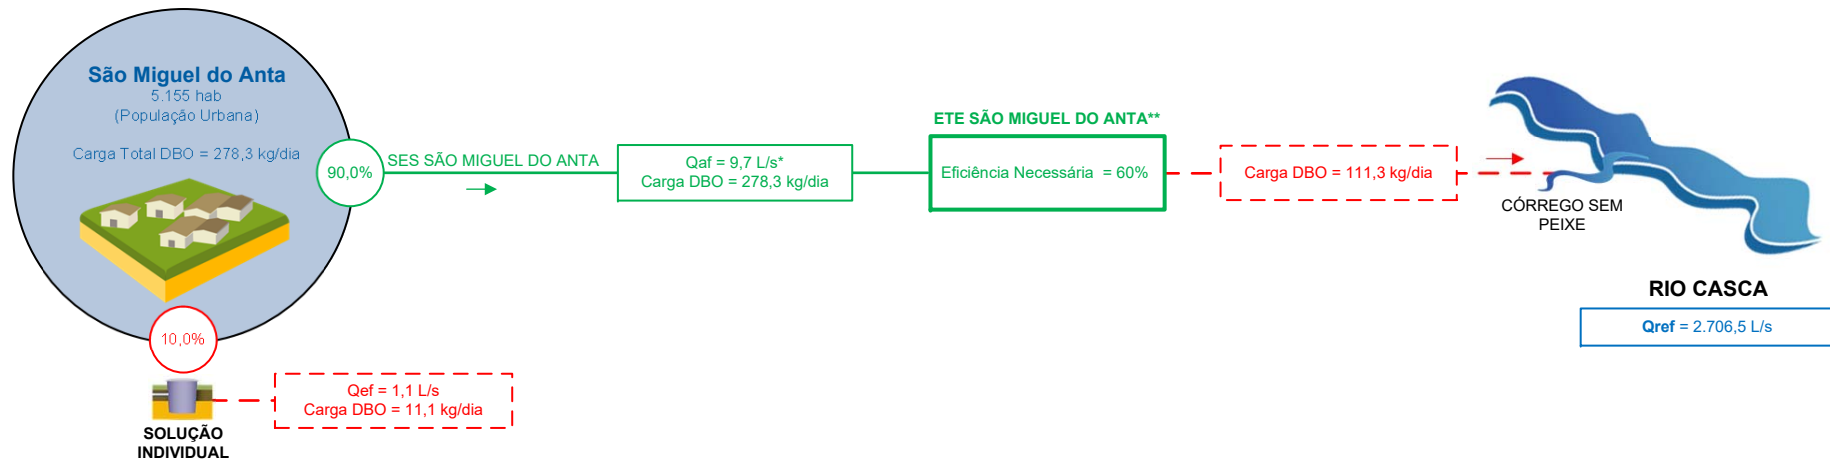 São Miguel do Anta
5.155 hab
(População Urbana)
Carga Total DBO = 278,3 kg/dia
90,0%
SES SÃO MIGUEL DO ANTA
Qaf = 9,7 L/s*
Carga DBO = 278,3 kg/dia
ETE SÃO MIGUEL DO ANTA**
Eficiência Necessária = 60%
Carga DBO = 111,3 kg/dia
CÓRREGO SEM
PEIXE
RIO CASCA
Qref = 2.706,5 L/s
10,0%
Qef = 1,1 L/s
Carga DBO = 11,1 kg/dia
SOLUÇÃO
INDIVIDUAL